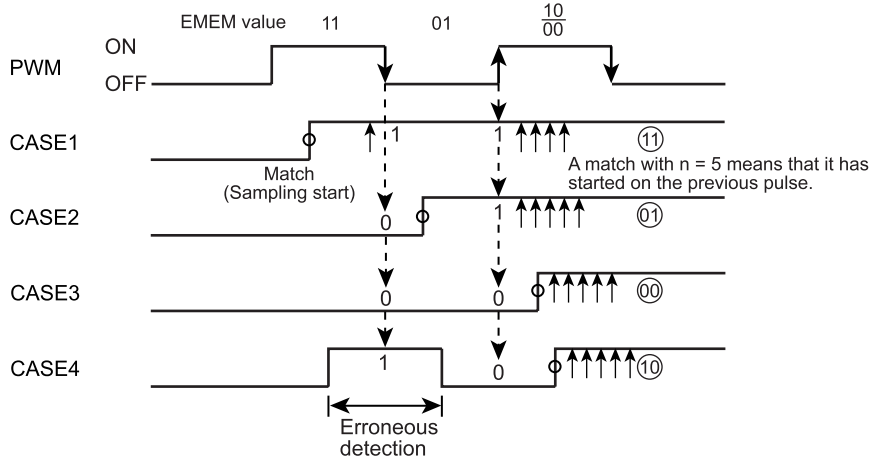 EMEM value 11 01 10
00
ON
PWM
OFF
CASE1 1 1 11
Match
(Sampling start)
A match with n = 5 means that it has
started on the previous pulse.
CASE2 0 1 01
CASE3 0 0 00
CASE4 1 0 10
Erroneous
detection